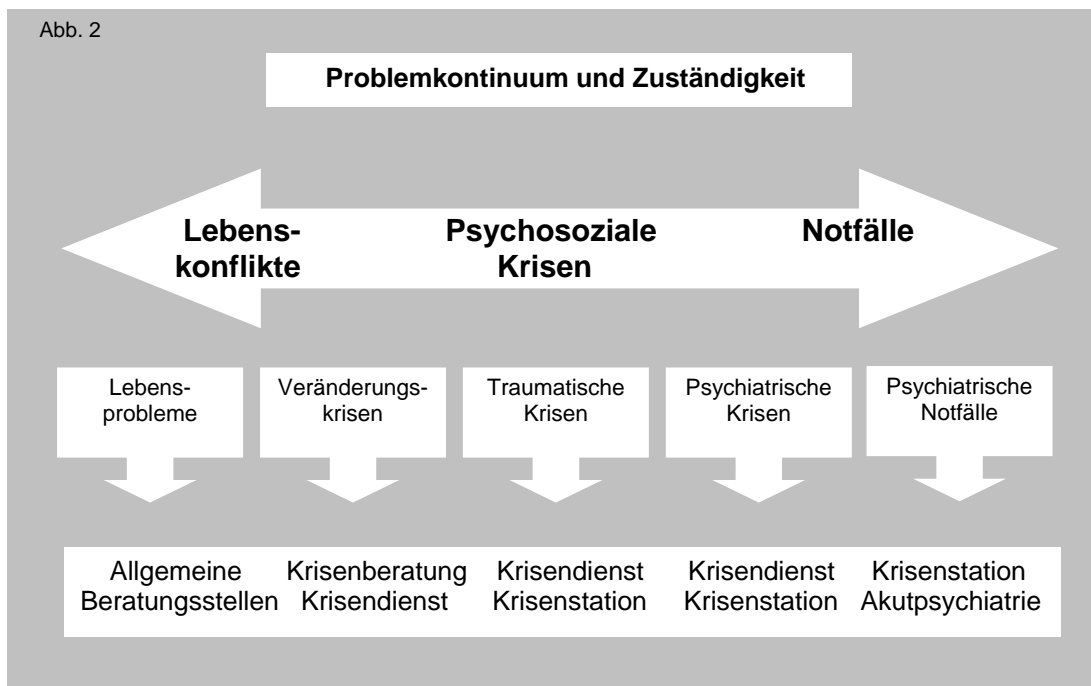 Abb. 2
Problemkontinuum und Zuständigkeit
Lebens-
konflikte
Psychosoziale
Krisen
Notfälle
Lebens-
probleme
Veränderungs-
krisen
Traumatische
Krisen
Psychiatrische
Krisen
Psychiatrische
Notfälle
Allgemeine
Beratungsstellen
Krisenberatung
Krisendienst
Krisendienst
Krisenstation
Krisendienst
Krisenstation
Krisenstation
Akutpsychiatrie